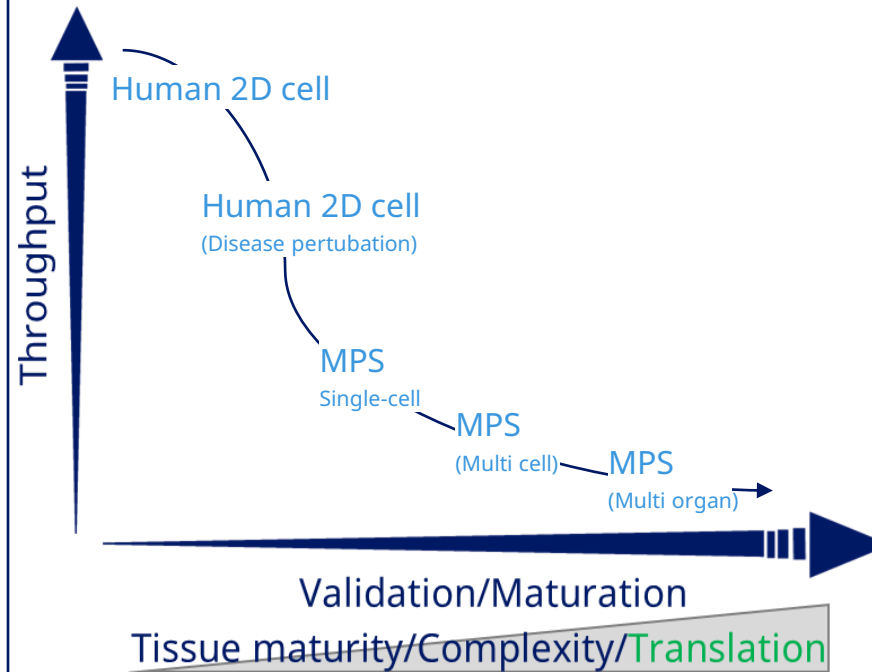 Throughput
Human 2D cell
Human 2D cell
(Disease pertubation)
MPS
Single-cell
MPS
(Multi cell)
MPS
(Multi organ)
Validation/Maturation
Tissue maturity/Complexity/Translation